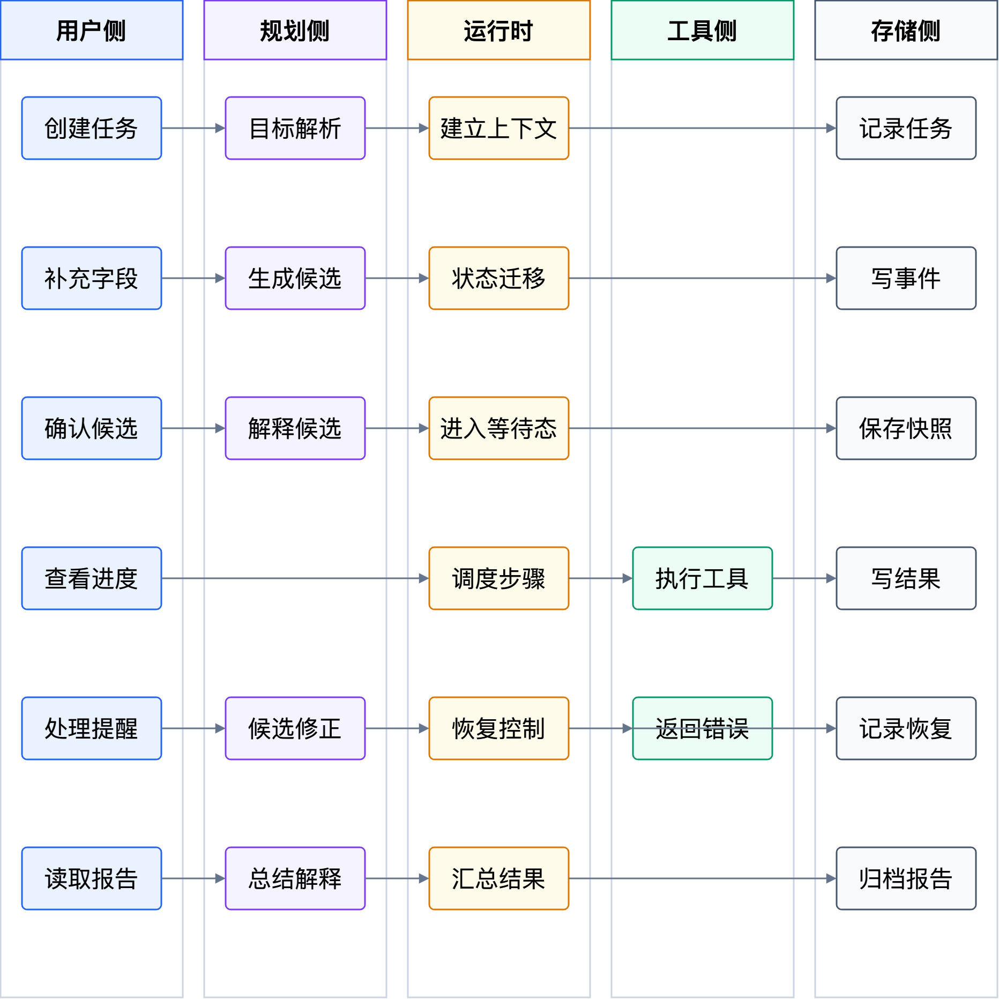 用户侧
规划侧
运行时
工具侧
存储侧
创建任务
目标解析
建立上下文
记录任务
补充字段
生成候选
状态迁移
写事件
确认候选
解释候选
进入等待态
保存快照
查看进度
调度步骤
执行工具
写结果
处理提醒
候选修正
恢复控制
返回错误
记录恢复
读取报告
总结解释
汇总结果
归档报告